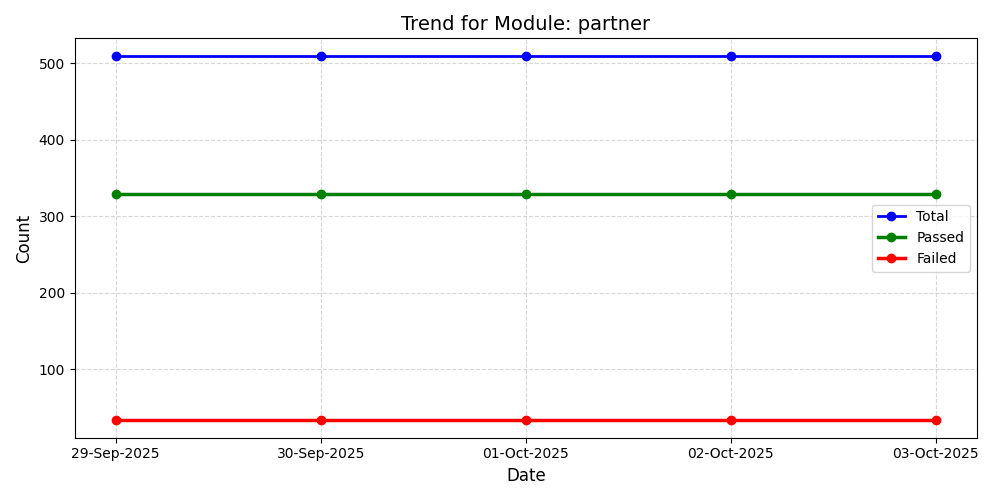 Trend for Module: partner
Count
500
400
300
200
100
Total
Passed
Failed
29-Sep-2025 30-Sep-2025 01-Oct-2025 02-Oct-2025 03-Oct-2025
Date